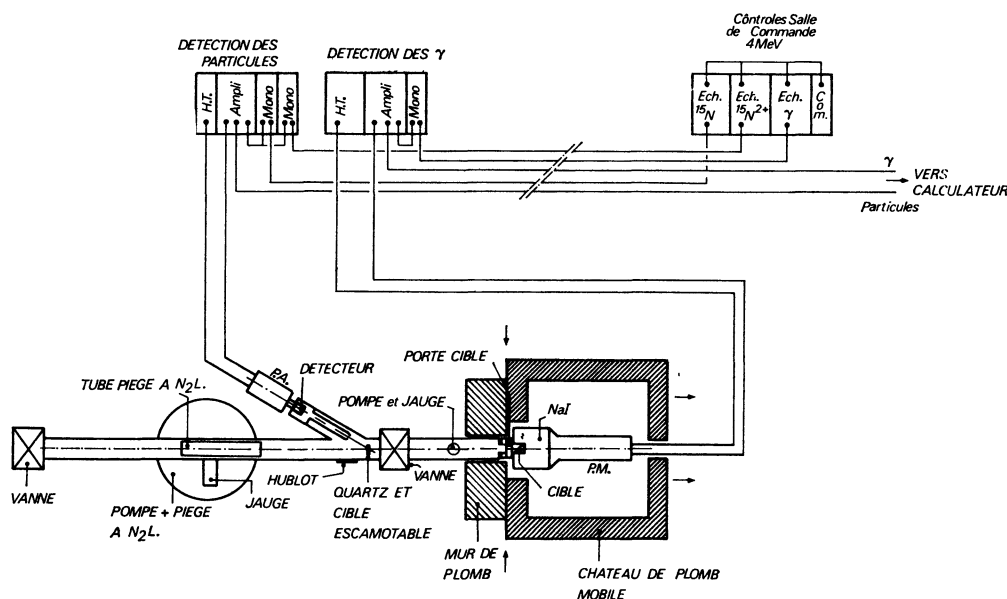 Côntroles Salle
de Commande
4MeV
DETECTION DES
PARTICULES
DETECTION DES γ
H.T.
Ampli
Mono
Mono
H.T.
Ampli
Mono
Ech.
15N
Ech.
15N2+
Ech.
γ
Com.
γ
VERS
CALCULATEUR
Particules
PORTE CIBLE
P.A.
DETECTEUR
TUBE PIEGE A N2L.
POMPE et JAUGE
NaI
P.M.
VANNE
JAUGE
HUBLOT
VANNE
CIBLE
QUARTZ ET
CIBLE
ESCAMOTABLE
POMPE + PIEGE
A N2L.
MUR DE
PLOMB
CHATEAU DE PLOMB
MOBILE